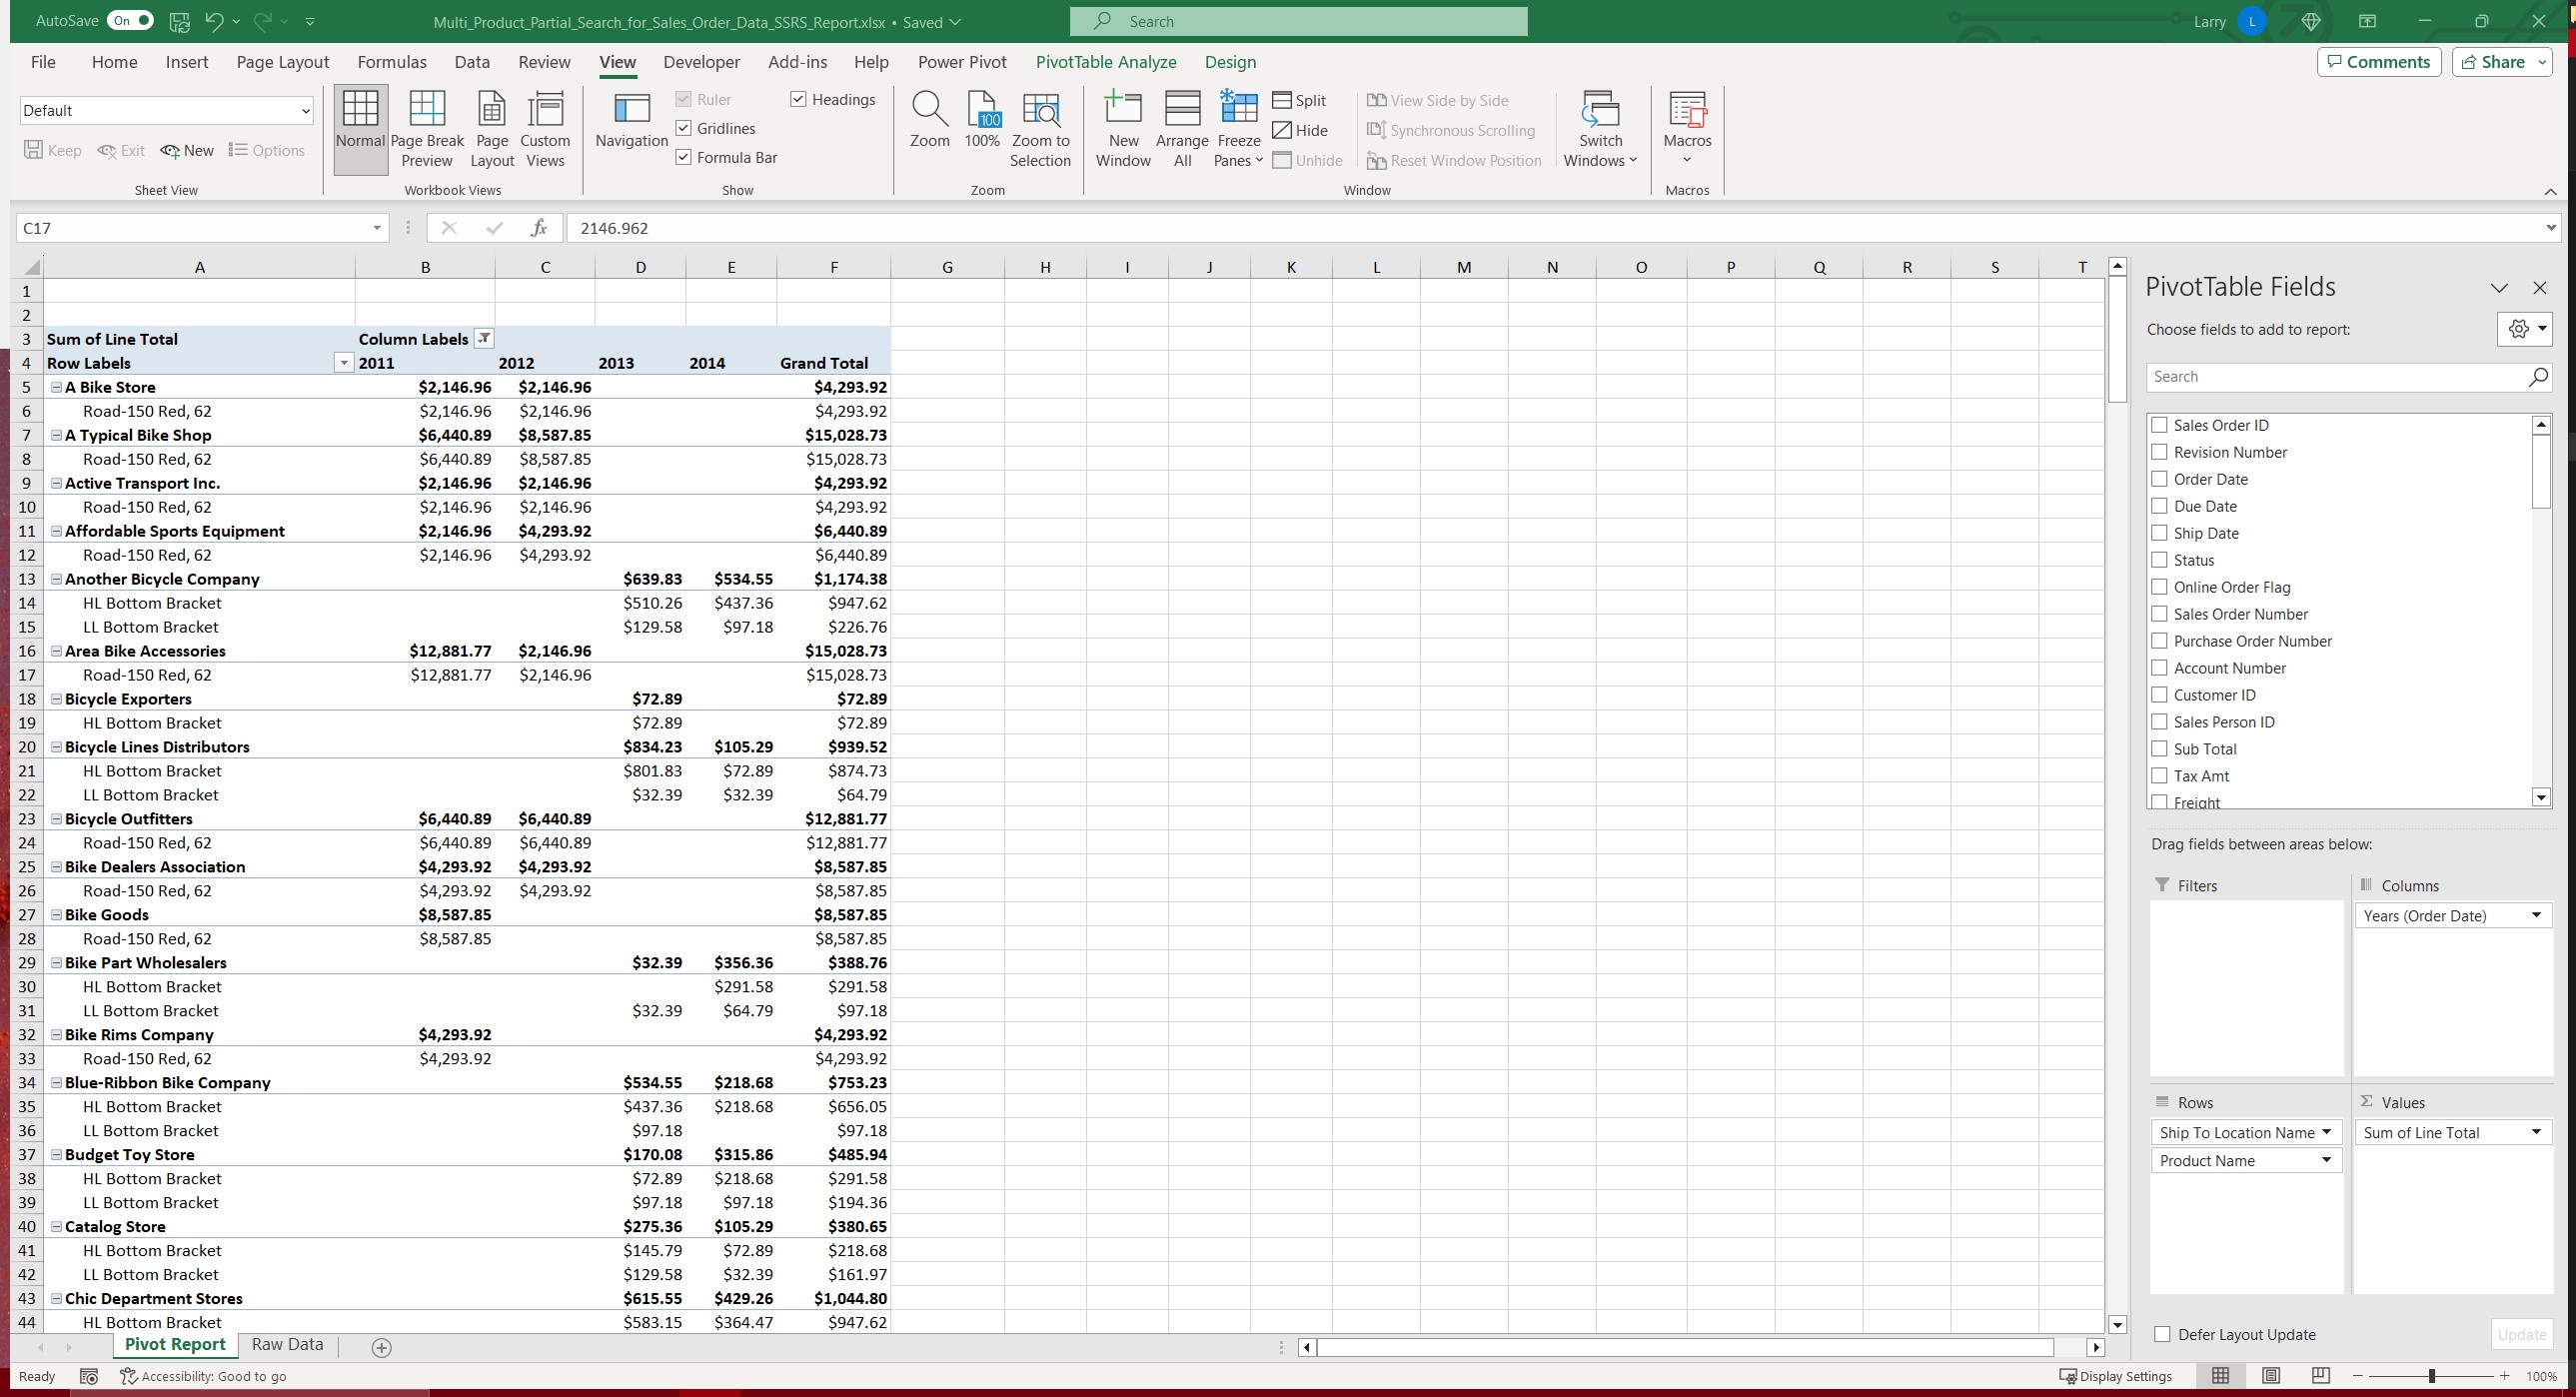 AutoSave On Multi_Product_Partial_Search_for_Sales_Order_Data_SSRS_Report.xlsx • Saved Search Larry L
File Home Insert Page Layout Formulas Data Review View Developer Add-ins Help Power Pivot PivotTable Analyze Design Comments Share
Default
Keep Exit New Options
Sheet View
Normal
Page Break Preview
Page Layout
Custom Views
Workbook Views
Navigation
Ruler
Gridlines
Formula Bar
Headings
Show
Zoom
100
100%
Zoom to Selection
Zoom
New Window
Arrange All
Freeze Panes
Split
Hide
Unhide
View Side by Side
Synchronous Scrolling
Reset Window Position
Switch Windows
Window
Macros
Macros
C17 fx 2146.962
A B C D E F G H I J K L M N O P Q R S T
1
2
3 Sum of Line Total Column Labels
4 Row Labels 2011 2012 2013 2014 Grand Total
5 A Bike Store $2,146.96 $2,146.96 $4,293.92
6 Road-150 Red, 62 $2,146.96 $2,146.96 $4,293.92
7 A Typical Bike Shop $6,440.89 $8,587.85 $15,028.73
8 Road-150 Red, 62 $6,440.89 $8,587.85 $15,028.73
9 Active Transport Inc. $2,146.96 $2,146.96 $4,293.92
10 Road-150 Red, 62 $2,146.96 $2,146.96 $4,293.92
11 Affordable Sports Equipment $2,146.96 $4,293.92 $6,440.89
12 Road-150 Red, 62 $2,146.96 $4,293.92 $6,440.89
13 Another Bicycle Company $639.83 $534.55 $1,174.38
14 HL Bottom Bracket $510.26 $437.36 $947.62
15 LL Bottom Bracket $129.58 $97.18 $226.76
16 Area Bike Accessories $12,881.77 $2,146.96 $15,028.73
17 Road-150 Red, 62 $12,881.77 $2,146.96 $15,028.73
18 Bicycle Exporters $72.89 $72.89
19 HL Bottom Bracket $72.89 $72.89
20 Bicycle Lines Distributors $834.23 $105.29 $939.52
21 HL Bottom Bracket $801.83 $72.89 $874.73
22 LL Bottom Bracket $32.39 $32.39 $64.79
23 Bicycle Outfitters $6,440.89 $6,440.89 $12,881.77
24 Road-150 Red, 62 $6,440.89 $6,440.89 $12,881.77
25 Bike Dealers Association $4,293.92 $4,293.92 $8,587.85
26 Road-150 Red, 62 $4,293.92 $4,293.92 $8,587.85
27 Bike Goods $8,587.85 $8,587.85
28 Road-150 Red, 62 $8,587.85 $8,587.85
29 Bike Part Wholesalers $32.39 $356.36 $388.76
30 HL Bottom Bracket $291.58 $291.58
31 LL Bottom Bracket $32.39 $64.79 $97.18
32 Bike Rims Company $4,293.92 $4,293.92
33 Road-150 Red, 62 $4,293.92 $4,293.92
34 Blue-Ribbon Bike Company $534.55 $218.68 $753.23
35 HL Bottom Bracket $437.36 $218.68 $656.05
36 LL Bottom Bracket $97.18 $97.18
37 Budget Toy Store $170.08 $315.86 $485.94
38 HL Bottom Bracket $72.89 $218.68 $291.58
39 LL Bottom Bracket $97.18 $97.18 $194.36
40 Catalog Store $275.36 $105.29 $380.65
41 HL Bottom Bracket $145.79 $72.89 $218.68
42 LL Bottom Bracket $129.58 $32.39 $161.97
43 Chic Department Stores $615.55 $429.26 $1,044.80
44 HL Bottom Bracket $583.15 $364.47 $947.62
Pivot Report Raw Data
PivotTable Fields
Choose fields to add to report:
Search
Sales Order ID
Revision Number
Order Date
Due Date
Ship Date
Status
Online Order Flag
Sales Order Number
Purchase Order Number
Account Number
Customer ID
Sales Person ID
Sub Total
Tax Amt
Freight
Drag fields between areas below:
Filters
Columns
Years (Order Date)
Rows
Ship To Location Name
Product Name
Σ Values
Sum of Line Total
Defer Layout Update Update
Ready Accessibility: Good to go Display Settings 100%